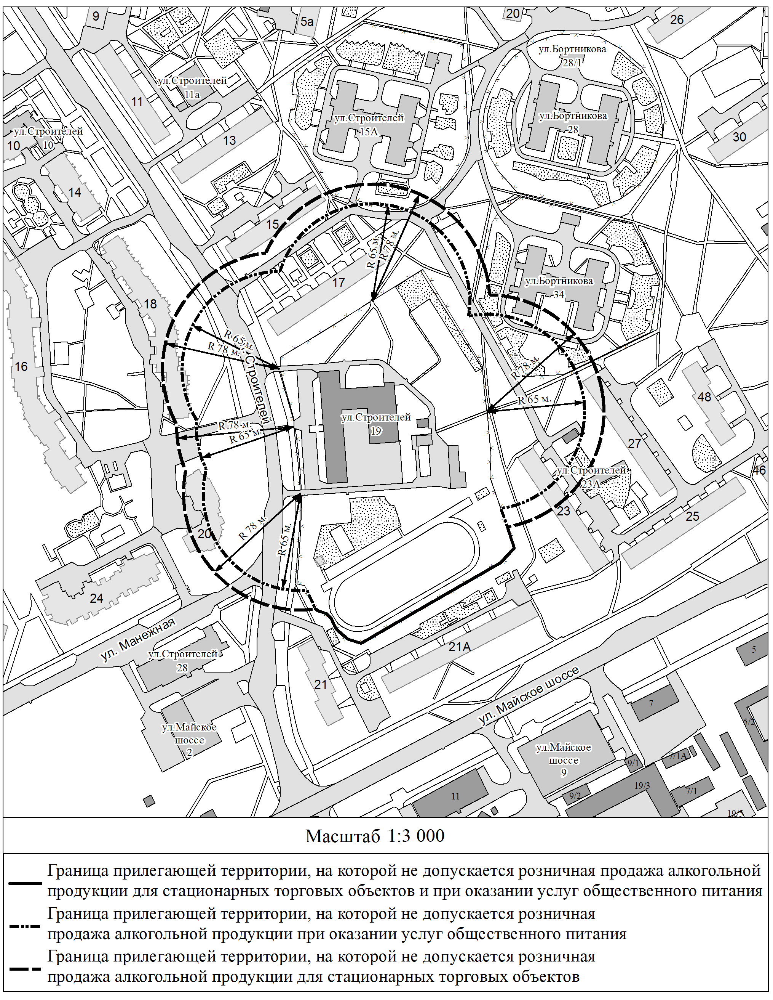 9
5а
20
26
ул.Бортникова
28/1
ул.Строителей
11а
11
ул.Строителей
15А
ул.Бортникова
28
ул.Строителей
10
10
13
30
14
15
R 65 м.
R 78 м.
17
ул.Бортникова
34
18
R 65 м.
R 78 м.
ул. Строителей
16
R 78 м.
R 65 м.
48
ул.Строителей
19
R 78 м.
R 65 м.
27
46
ул.Строителей
23А
23
25
20
R 78 м.
R 65 м.
24
ул. Манежная
21А
ул.Строителей
28
21
ул. Майское шоссе
5
7
5/2
ул.Майское
шоссе
2
ул.Майское
шоссе
9
9/1
7/1А
19/3
7/1
9/2
11
19/5
Масштаб 1:3 000
Граница прилегающей территории, на которой не допускается розничная продажа алкогольной
продукции для стационарных торговых объектов и при оказании услуг общественного питания
Граница прилегающей территории, на которой не допускается розничная
продажа алкогольной продукции при оказании услуг общественного питания
Граница прилегающей территории, на которой не допускается розничная
продажа алкогольной продукции для стационарных торговых объектов